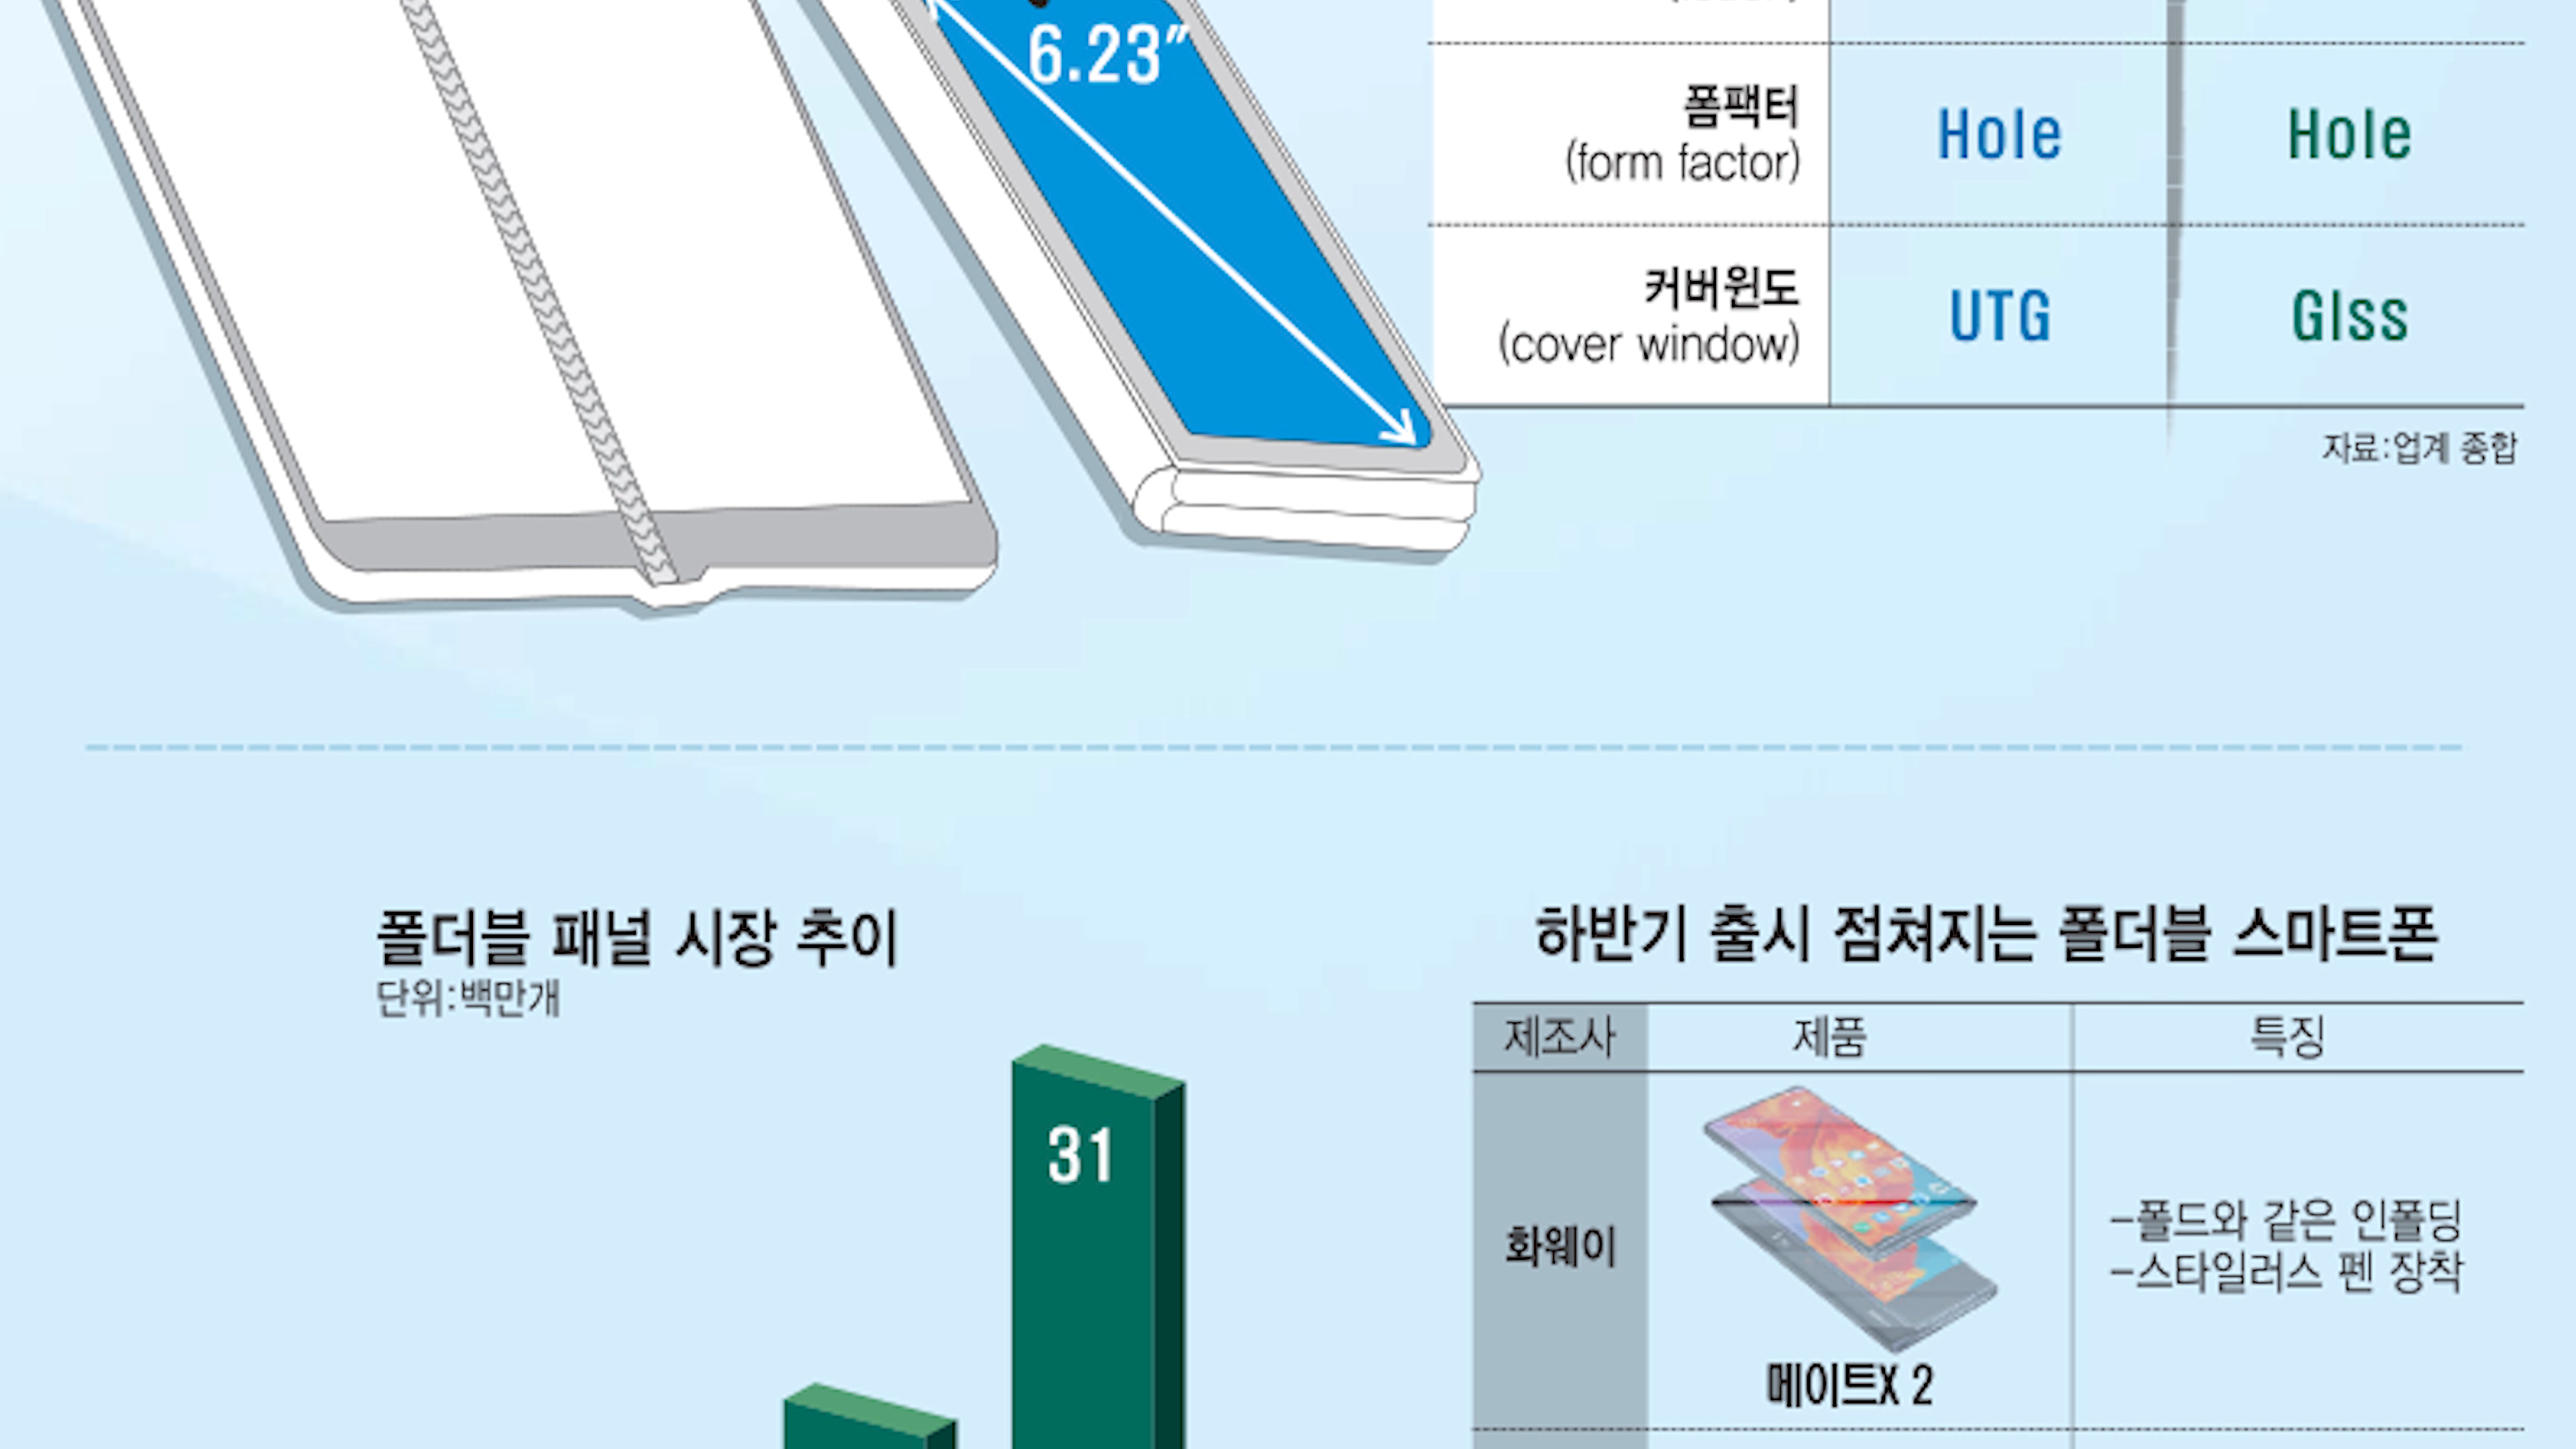 6.23″
폼팩터
(form factor)
Hole
Hole
커버윈도
(cover window)
UTG
Glss
자료:업계 종합
폴더블 패널 시장 추이
단위:백만개
31
하반기 출시 점쳐지는 폴더블 스마트폰
제조사
제품
특징
화웨이
메이트X 2
-폴드와 같은 인폴딩
-스타일러스 펜 장착